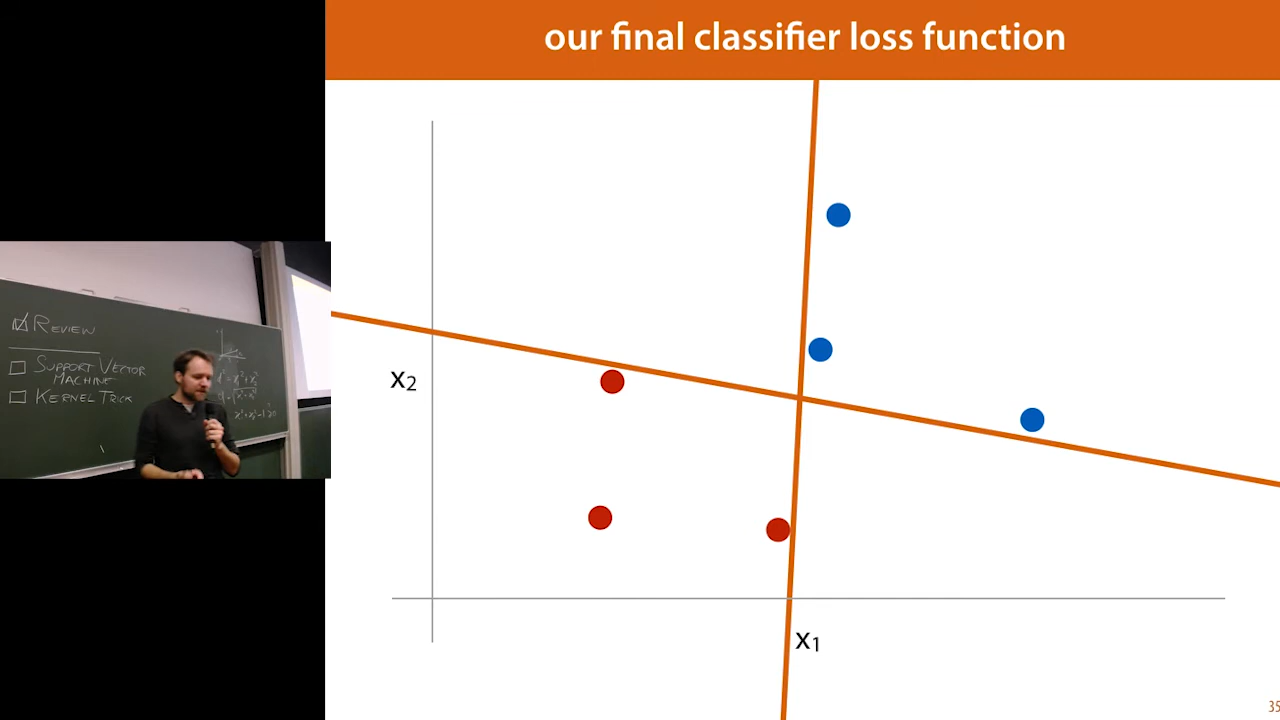 our final classifier loss function
REVIEW
SUPPORT VECTOR
MACHINE
KERNEL TRICK
x₂
x₁
35